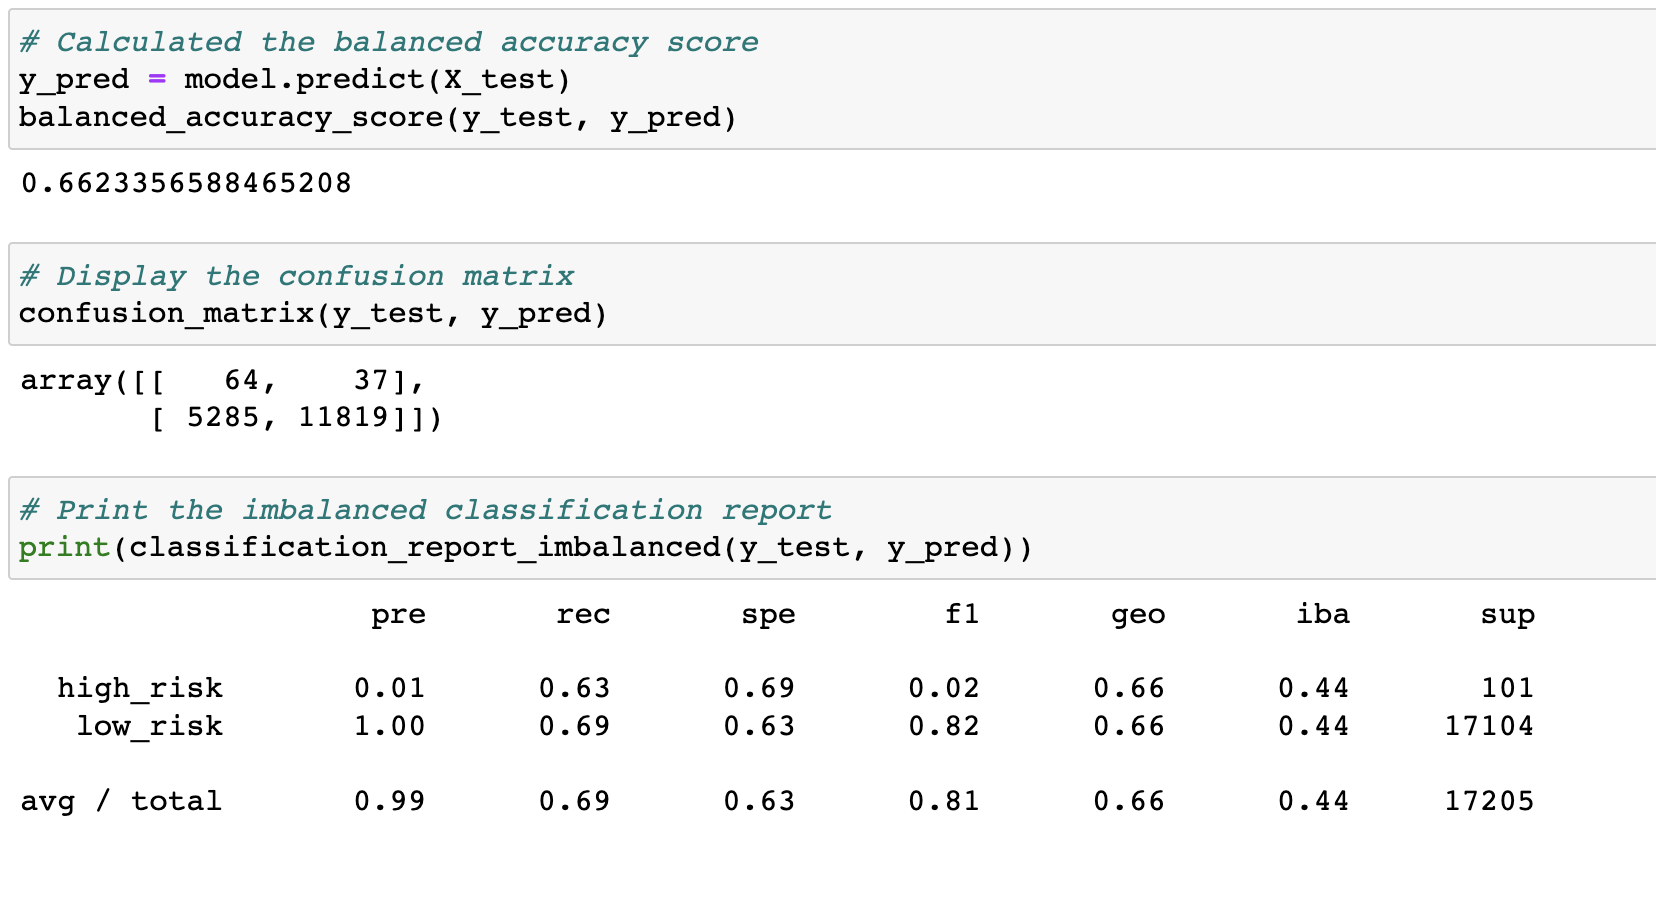 # Calculated the balanced accuracy score
y_pred = model.predict(X_test)
balanced_accuracy_score(y_test, y_pred)
0.6623356588465208
# Display the confusion matrix
confusion_matrix(y_test, y_pred)
array([[   64,    37],
       [ 5285, 11819]])
# Print the imbalanced classification report
print(classification_report_imbalanced(y_test, y_pred))
                   pre       rec       spe        f1       geo       iba       sup
  high_risk       0.01      0.63      0.69      0.02      0.66      0.44       101
   low_risk       1.00      0.69      0.63      0.82      0.66      0.44     17104
avg / total       0.99      0.69      0.63      0.81      0.66      0.44     17205